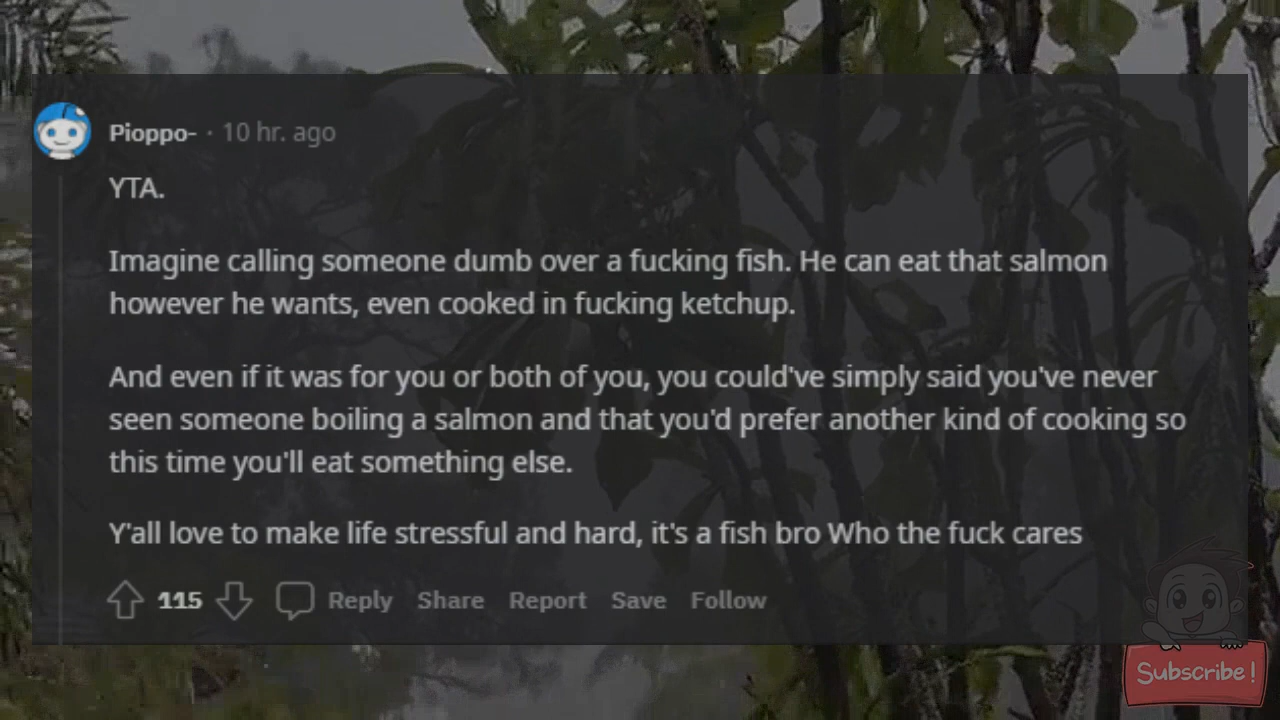 Pioppo- · 10 hr. ago
YTA.
Imagine calling someone dumb over a fucking fish. He can eat that salmon
however he wants, even cooked in fucking ketchup.
And even if it was for you or both of you, you could've simply said you've never
seen someone boiling a salmon and that you'd prefer another kind of cooking so
this time you'll eat something else.
Y'all love to make life stressful and hard, it's a fish bro Who the fuck cares
115 Reply Share Report Save Follow
Subscribe!